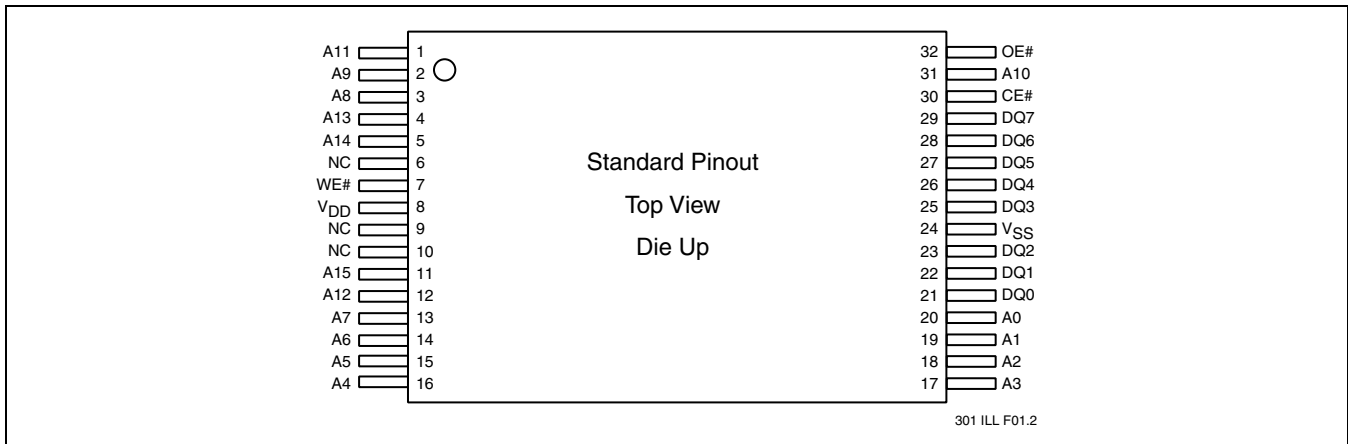 A11 1 32 OE#
A9 2 31 A10
A8 3 30 CE#
A13 4 29 DQ7
A14 5 28 DQ6
NC 6 27 DQ5
WE# 7 26 DQ4
VDD 8 25 DQ3
NC 9 24 VSS
NC 10 23 DQ2
A15 11 22 DQ1
A12 12 21 DQ0
A7 13 20 A0
A6 14 19 A1
A5 15 18 A2
A4 16 17 A3
Standard Pinout
Top View
Die Up
301 ILL F01.2